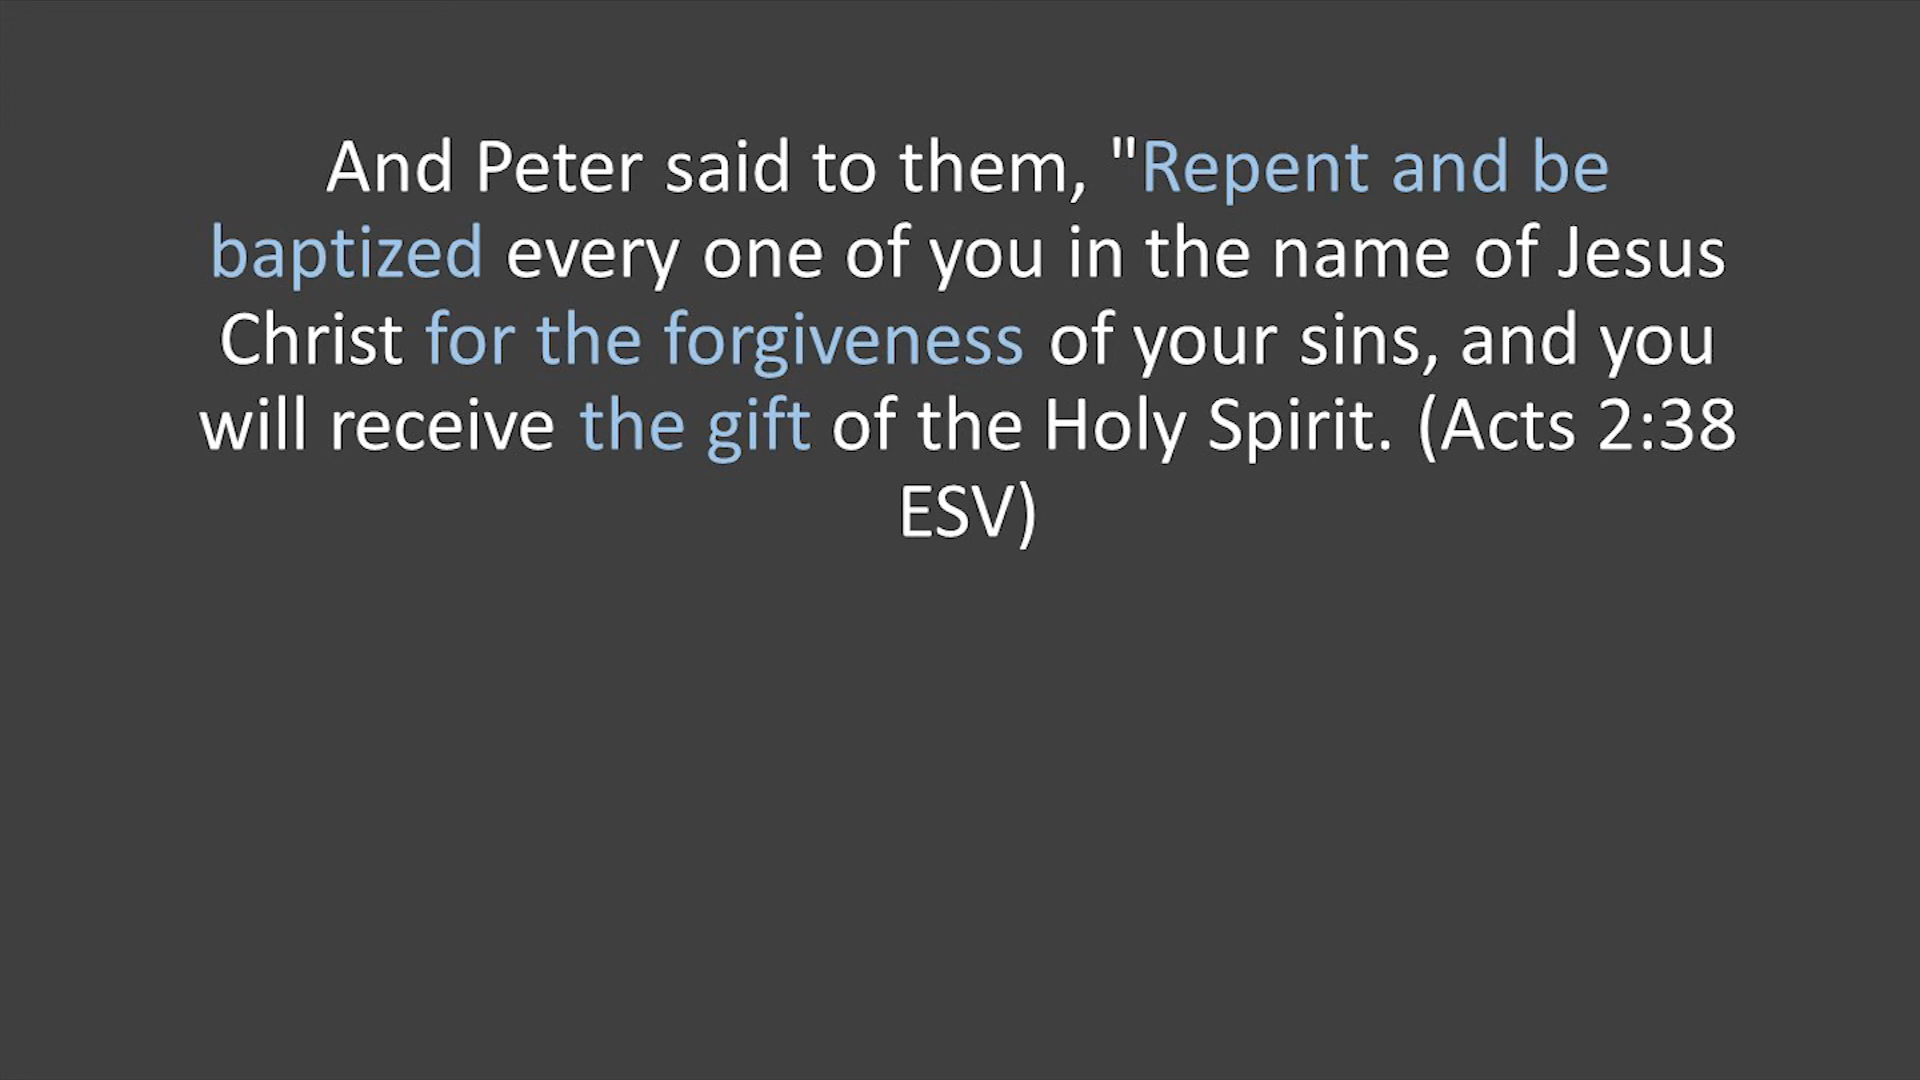 And Peter said to them, "Repent and be
baptized every one of you in the name of Jesus
Christ for the forgiveness of your sins, and you
will receive the gift of the Holy Spirit. (Acts 2:38
ESV)